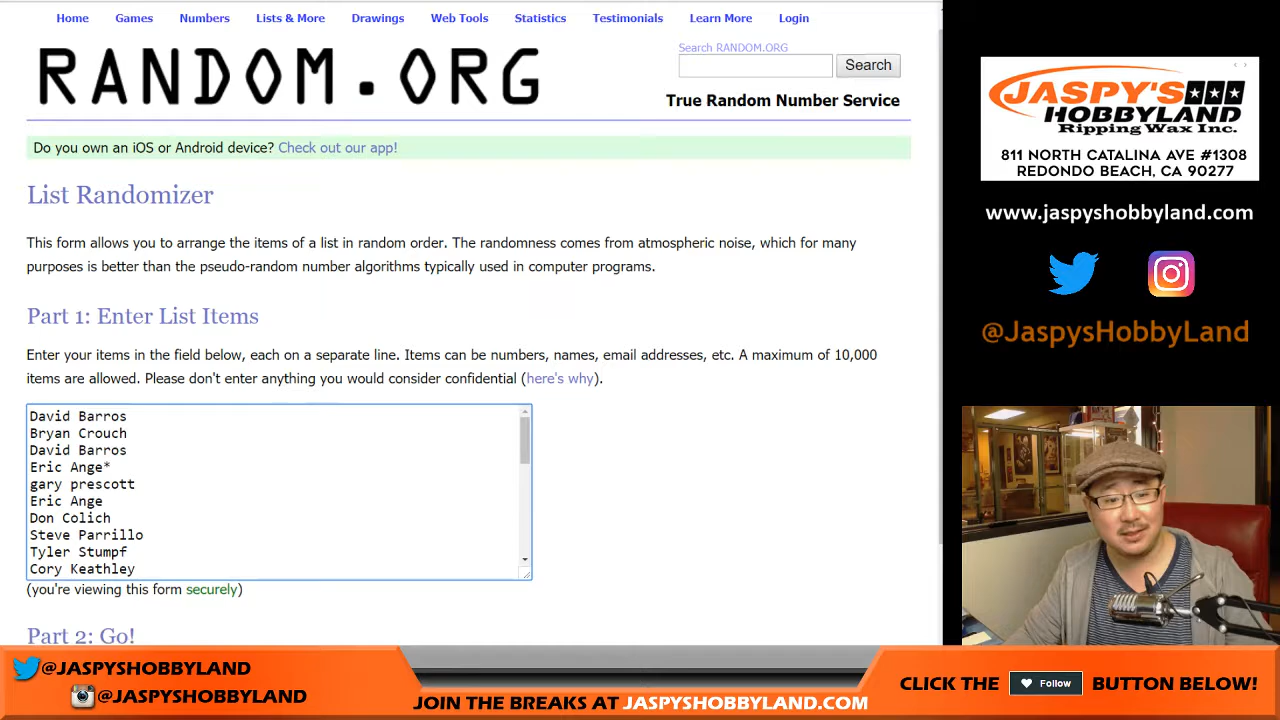 Home Games Numbers Lists & More Drawings Web Tools Statistics Testimonials Learn More Login
RANDOM.ORG
Search RANDOM.ORG
Search
True Random Number Service
Do you own an iOS or Android device? Check out our app!
List Randomizer
This form allows you to arrange the items of a list in random order. The randomness comes from atmospheric noise, which for many
purposes is better than the pseudo-random number algorithms typically used in computer programs.
Part 1: Enter List Items
Enter your items in the field below, each on a separate line. Items can be numbers, names, email addresses, etc. A maximum of 10,000
items are allowed. Please don't enter anything you would consider confidential (here's why).
David Barros
Bryan Crouch
David Barros
Eric Ange*
gary prescott
Eric Ange
Don Colich
Steve Parrillo
Tyler Stumpf
Cory Keathley
(you're viewing this form securely)
Part 2: Go!
JASPY'S
HOBBYLAND
Ripping Wax Inc.
811 NORTH CATALINA AVE #1308
REDONDO BEACH, CA 90277
www.jaspyshobbyland.com
@JaspysHobbyLand
@JASPYSHOBBYLAND
@JASPYSHOBBYLAND
JOIN THE BREAKS AT JASPYSHOBBYLAND.COM
CLICK THE Follow BUTTON BELOW!